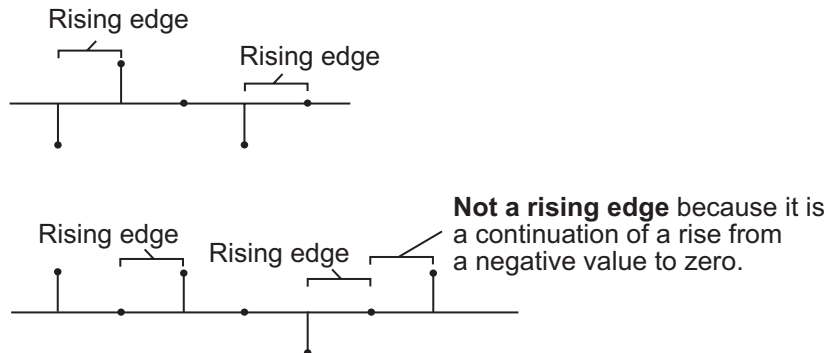 Rising edge
Rising edge
Not a rising edge because it is
a continuation of a rise from
a negative value to zero.
Rising edge
Rising edge